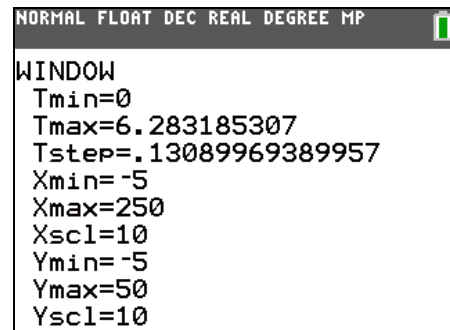 NORMAL FLOAT DEC REAL DEGREE MP
WINDOW
Tmin=0
Tmax=6.283185307
Tstep=.13089969389957
Xmin=-5
Xmax=250
Xscl=10
Ymin=-5
Ymax=50
Yscl=10